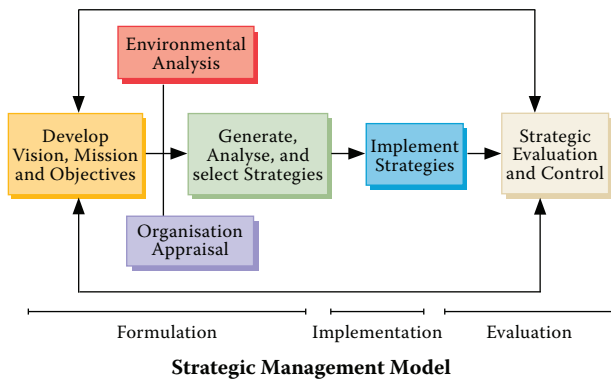 Environmental
Analysis
Develop
Vision, Mission
and Objectives
Generate,
Analyse, and
select Strategies
Implement
Strategies
Strategic
Evaluation
and Control
Organisation
Appraisal
Formulation
Implementation
Evaluation
Strategic Management Model